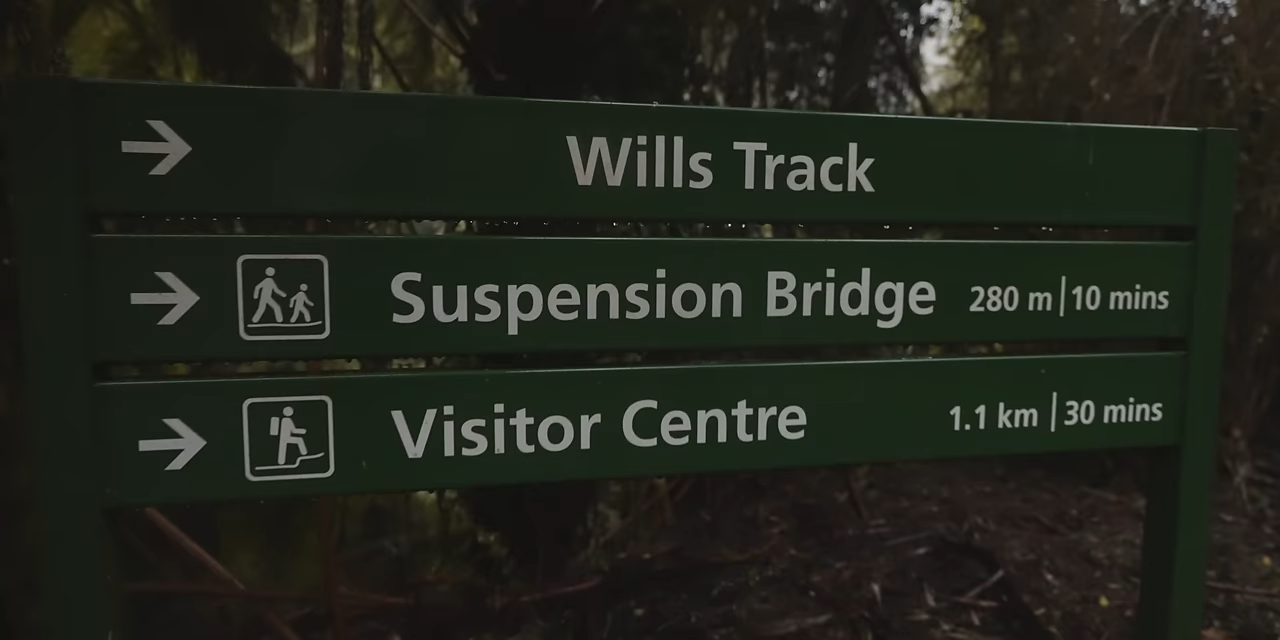 Wills Track
Suspension Bridge 280 m | 10 mins
Visitor Centre 1.1 km | 30 mins